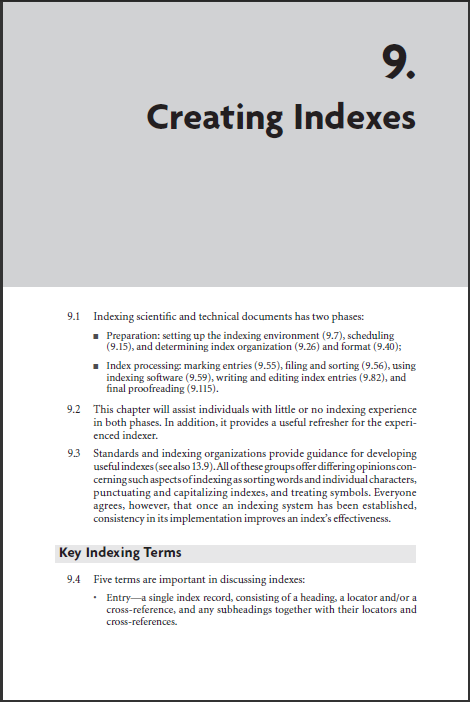 9.
Creating Indexes
9.1 Indexing scientific and technical documents has two phases:
■ Preparation: setting up the indexing environment (9.7), scheduling
(9.15), and determining index organization (9.26) and format (9.40);
■ Index processing: marking entries (9.55), filing and sorting (9.56), using
indexing software (9.59), writing and editing index entries (9.82), and
final proofreading (9.115).
9.2 This chapter will assist individuals with little or no indexing experience
in both phases. In addition, it provides a useful refresher for the experi-
enced indexer.
9.3 Standards and indexing organizations provide guidance for developing
useful indexes (see also 13.9). All of these groups offer differing opinions con-
cerning such aspects of indexing as sorting words and individual characters,
punctuating and capitalizing indexes, and treating symbols. Everyone
agrees, however, that once an indexing system has been established,
consistency in its implementation improves an index's effectiveness.
Key Indexing Terms
9.4 Five terms are important in discussing indexes:
• Entry—a single index record, consisting of a heading, a locator and/or a
cross-reference, and any subheadings together with their locators and
cross-references.